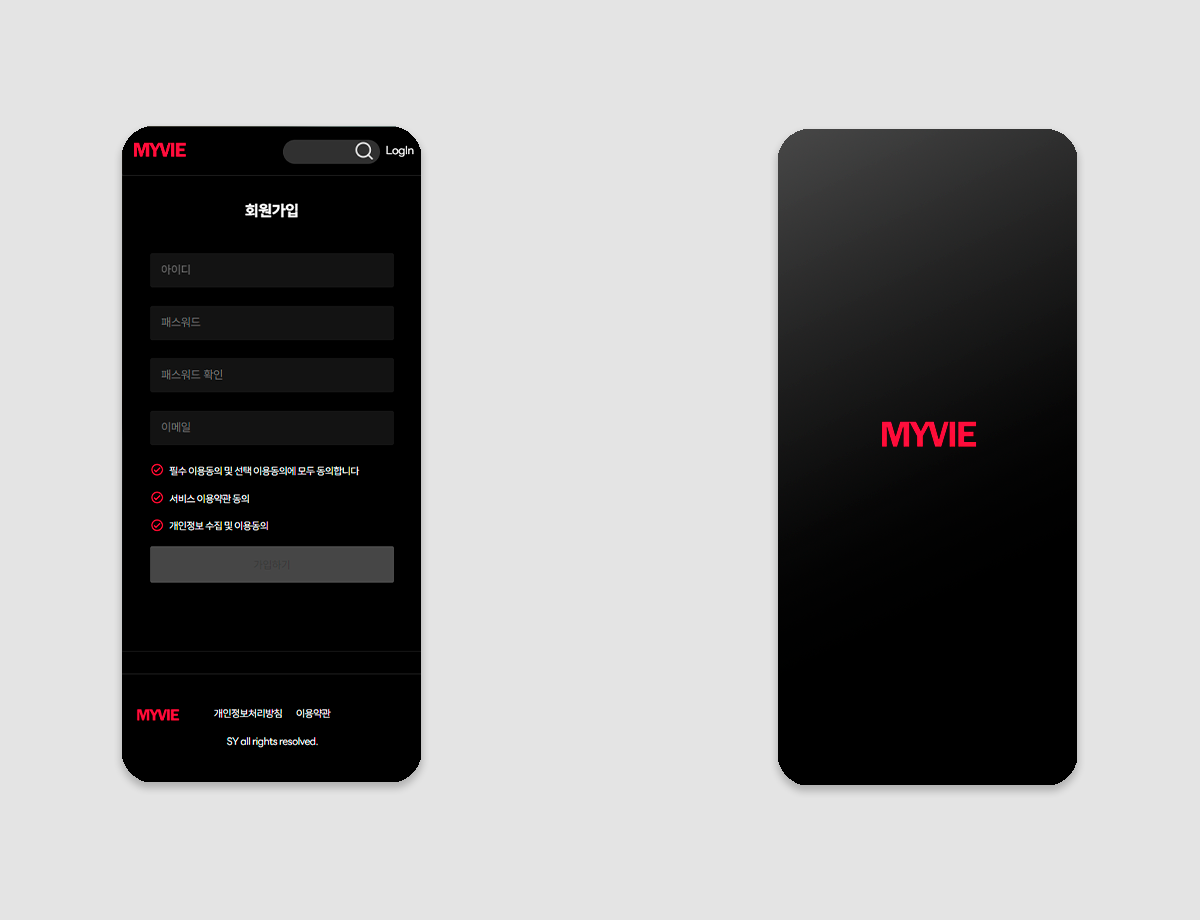 MYVIE LogIn
회원가입
아이디
패스워드
패스워드 확인
이메일
필수 이용동의 및 선택 이용동의에 모두 동의합니다
서비스 이용약관 동의
개인정보 수집 및 이용동의
가입하기
MYVIE 개인정보처리방침 이용약관
SY all rights resolved.
MYVIE